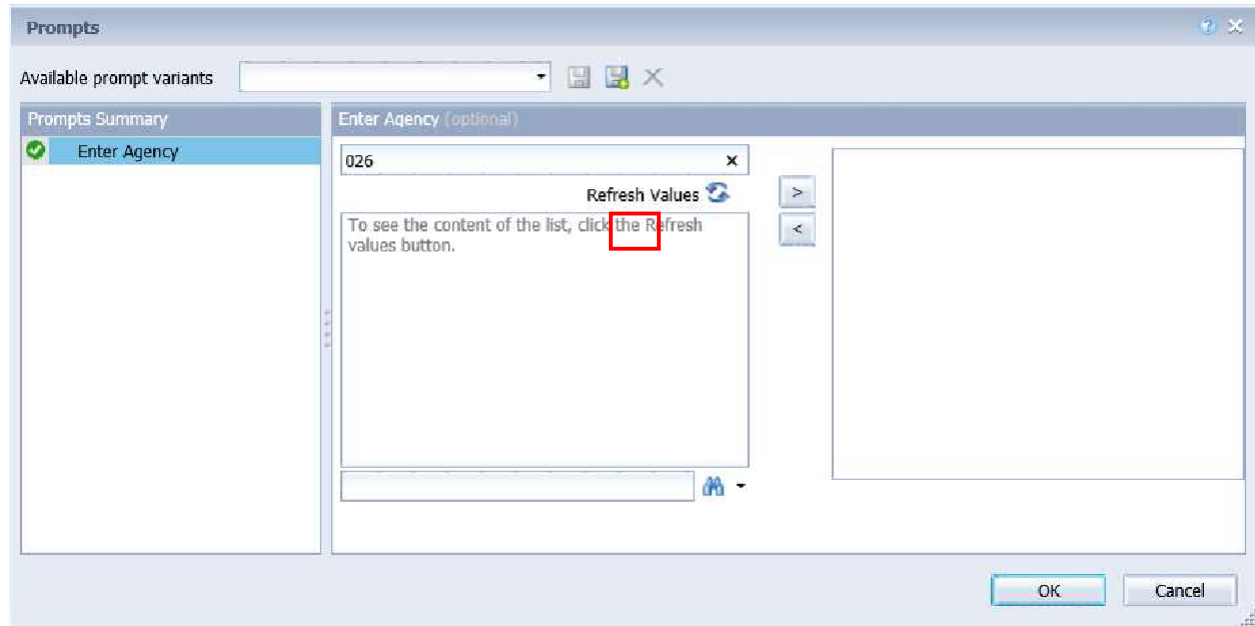 Prompts
Available prompt variants
Prompts Summary
Enter Agency
Enter Agency (optional)
026
Refresh Values
To see the content of the list, click the Refresh
values button.
>
<
OK
Cancel